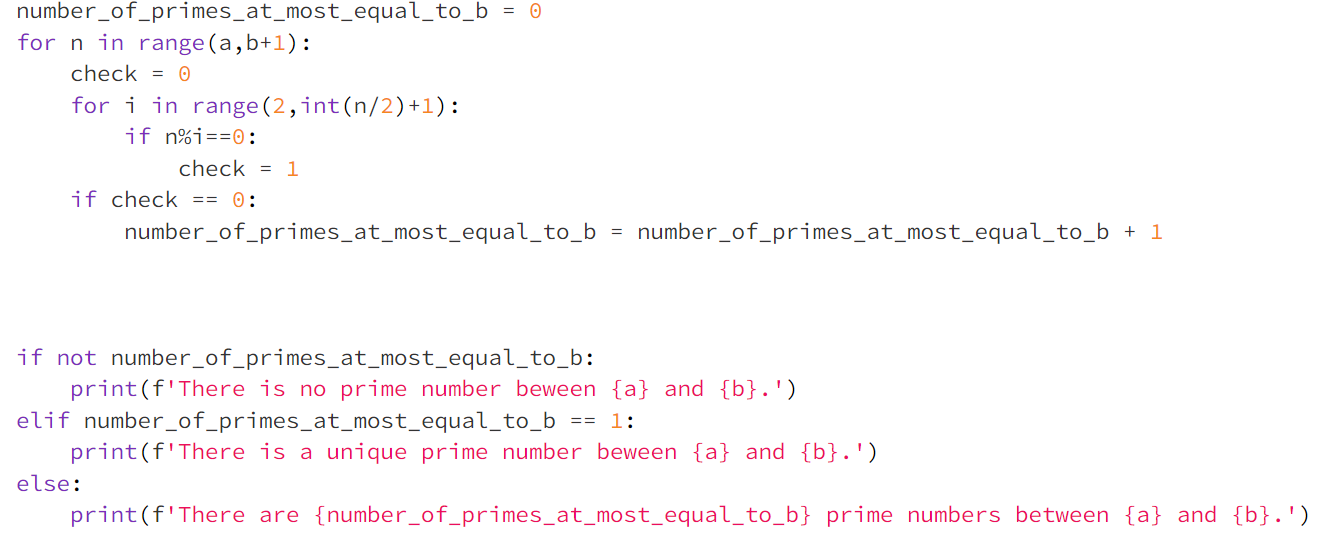 number_of_primes_at_most_equal_to_b = 0
for n in range(a,b+1):
    check = 0
    for i in range(2,int(n/2)+1):
        if n%i==0:
            check = 1
    if check == 0:
        number_of_primes_at_most_equal_to_b = number_of_primes_at_most_equal_to_b + 1
if not number_of_primes_at_most_equal_to_b:
    print(f'There is no prime number beween {a} and {b}.')
elif number_of_primes_at_most_equal_to_b == 1:
    print(f'There is a unique prime number beween {a} and {b}.')
else:
    print(f'There are {number_of_primes_at_most_equal_to_b} prime numbers between {a} and {b}.')